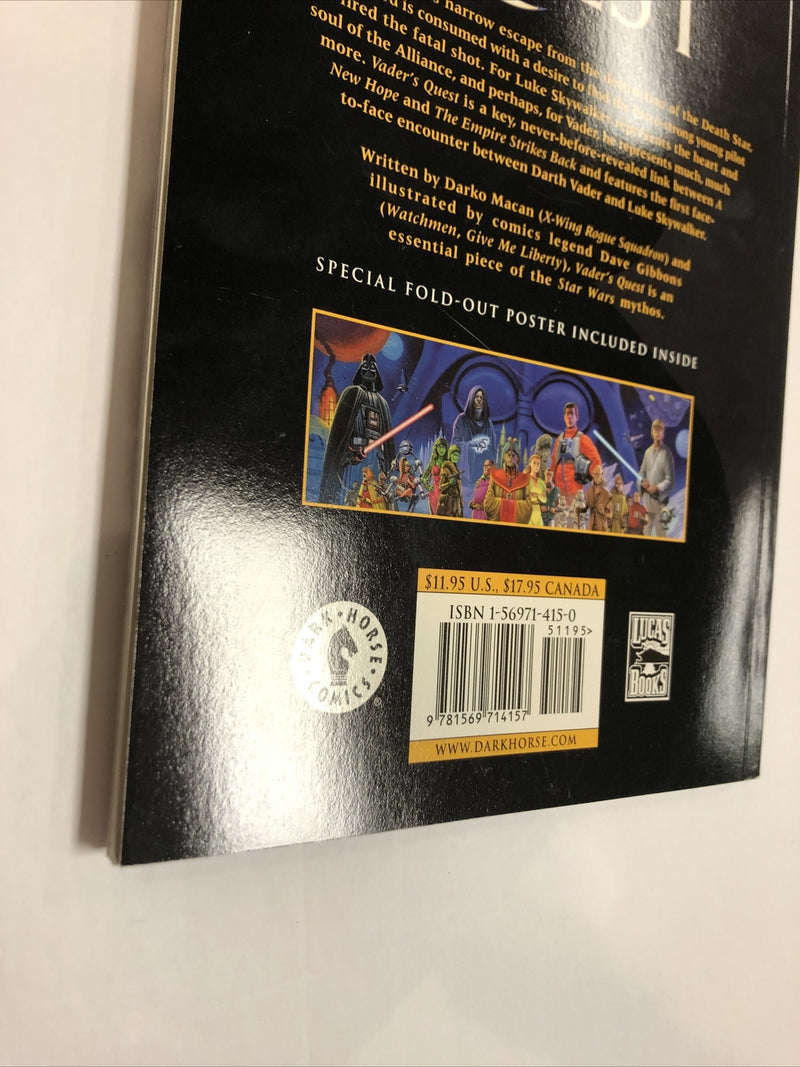 QUEST
narrow escape from the destruction of the Death Star,
is consumed with a desire to find the young pilot
fired the fatal shot. For Luke Skywalker represents the heart and
soul of the Alliance, and perhaps, for Vader, he represents much, much
more. Vader's Quest is a key, never-before-revealed link between A
New Hope and The Empire Strikes Back and features the first face-
to-face encounter between Darth Vader and Luke Skywalker.
Written by Darko Macan (X-Wing Rogue Squadron) and
illustrated by comics legend Dave Gibbons
(Watchmen, Give Me Liberty), Vader's Quest is an
essential piece of the Star Wars mythos.
SPECIAL FOLD-OUT POSTER INCLUDED INSIDE
$11.95 U.S., $17.95 CANADA
ISBN 1-56971-415-0
51195>
9 781569 714157
WWW.DARKHORSE.COM
DARK HORSE COMICS
®
LUCAS
BOOKS